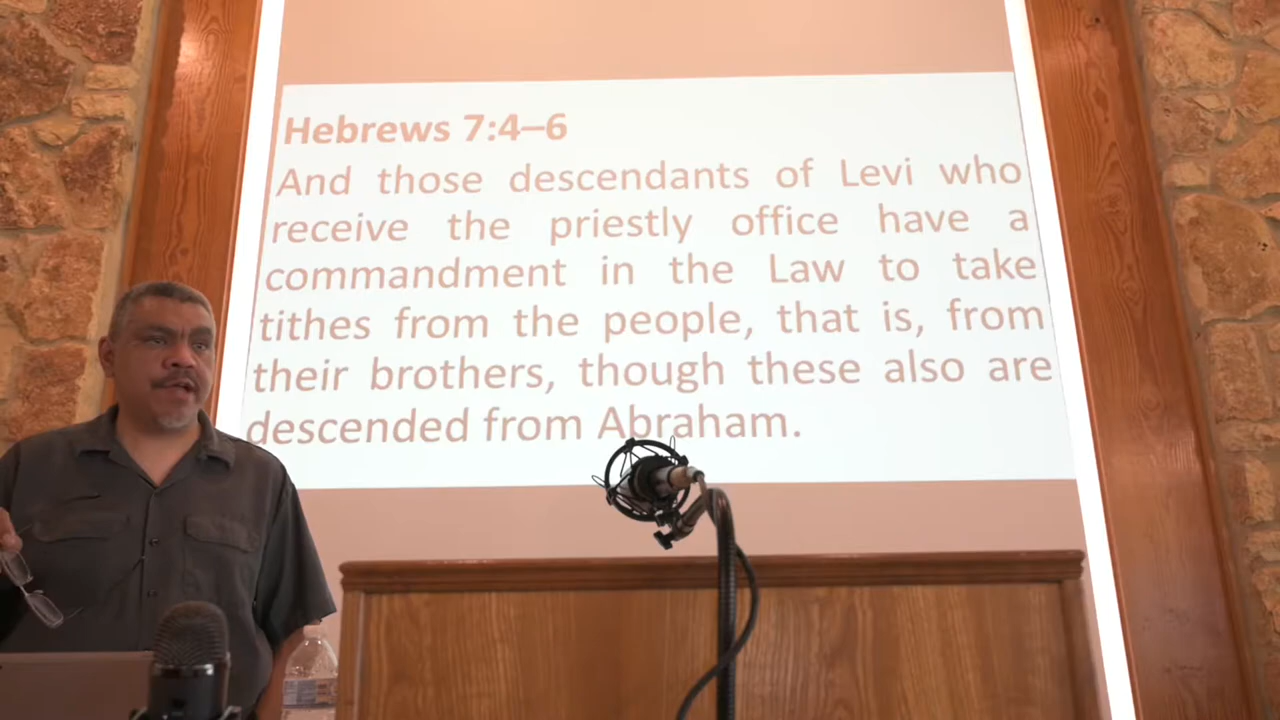 Hebrews 7:4–6
And those descendants of Levi who
receive the priestly office have a
commandment in the Law to take
tithes from the people, that is, from
their brothers, though these also are
descended from Abraham.